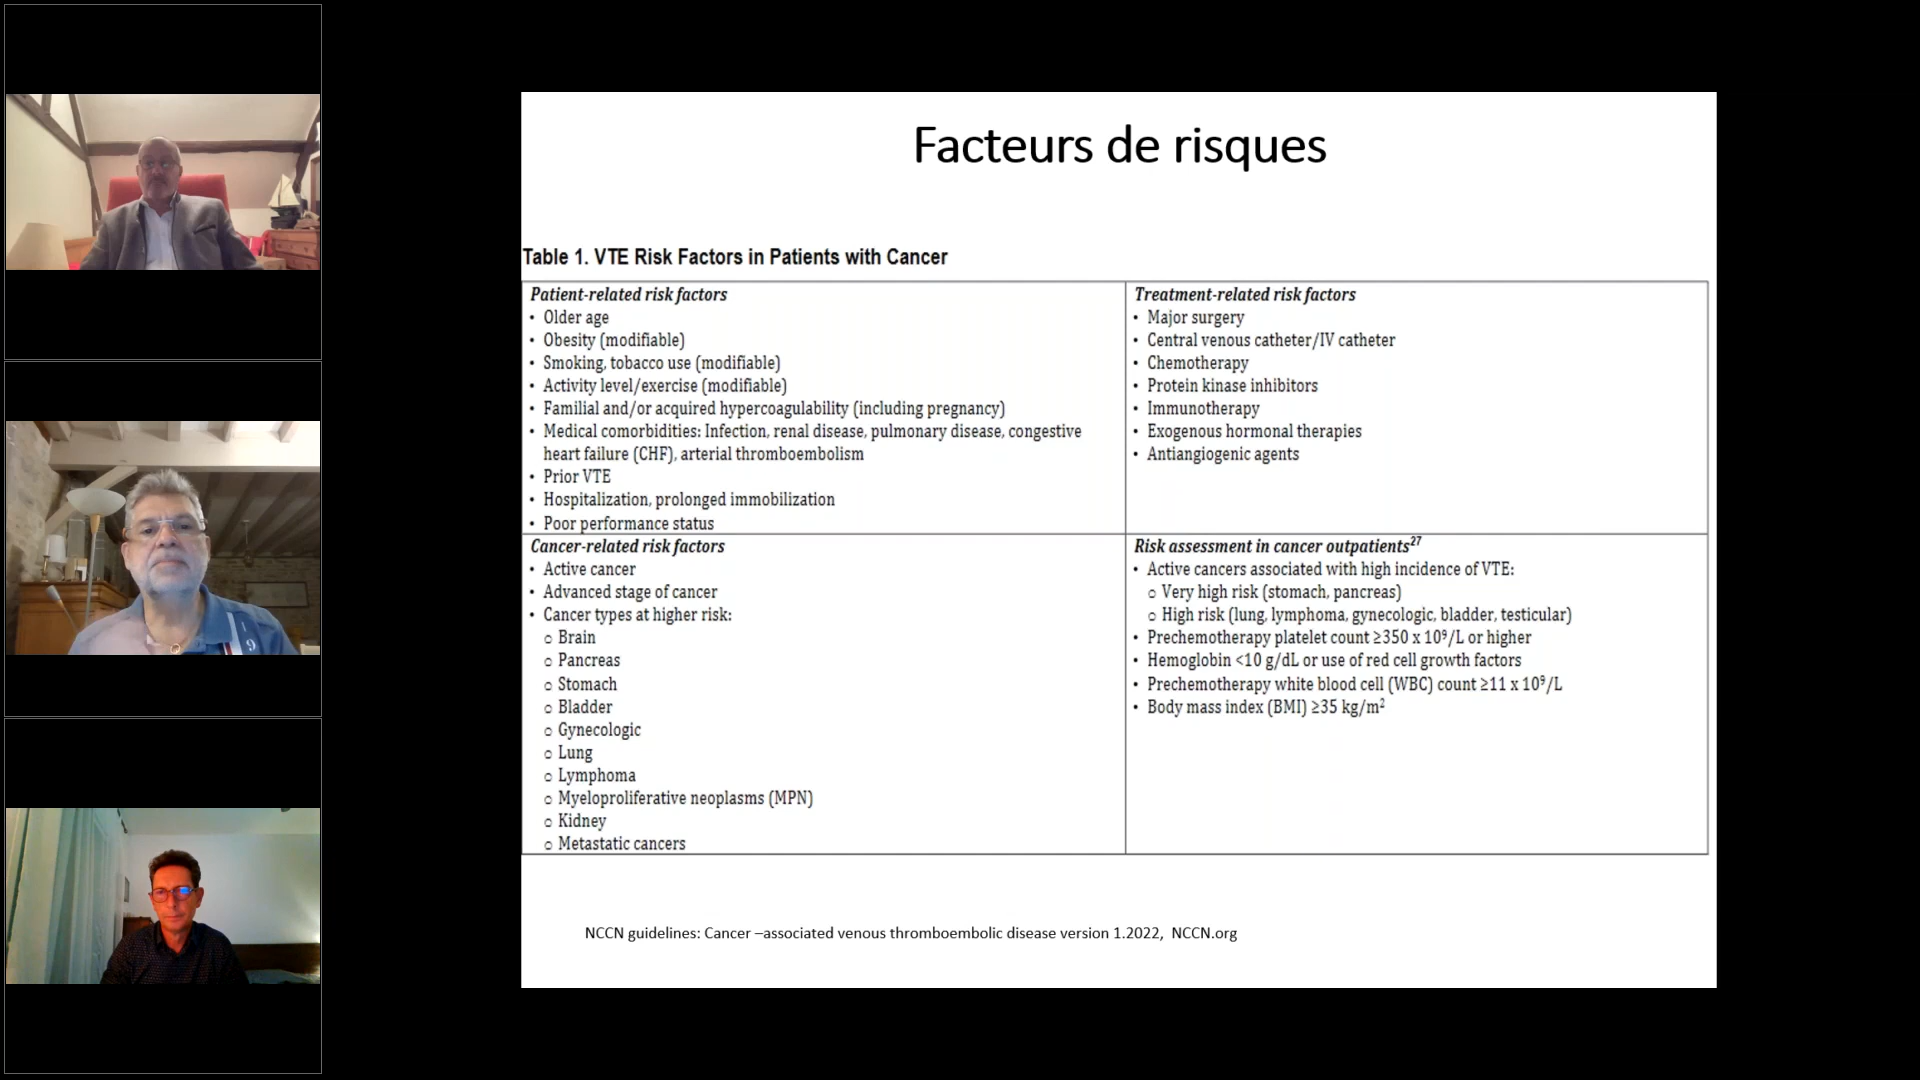 Facteurs de risques
Table 1. VTE Risk Factors in Patients with Cancer
Patient-related risk factors
• Older age
• Obesity (modifiable)
• Smoking, tobacco use (modifiable)
• Activity level/exercise (modifiable)
• Familial and/or acquired hypercoagulability (including pregnancy)
• Medical comorbidities: Infection, renal disease, pulmonary disease, congestive
heart failure (CHF), arterial thromboembolism
• Prior VTE
• Hospitalization, prolonged immobilization
• Poor performance status
Treatment-related risk factors
• Major surgery
• Central venous catheter/IV catheter
• Chemotherapy
• Protein kinase inhibitors
• Immunotherapy
• Exogenous hormonal therapies
• Antiangiogenic agents
Cancer-related risk factors
• Active cancer
• Advanced stage of cancer
• Cancer types at higher risk:
o Brain
o Pancreas
o Stomach
o Bladder
o Gynecologic
o Lung
o Lymphoma
o Myeloproliferative neoplasms (MPN)
o Kidney
o Metastatic cancers
Risk assessment in cancer outpatients²⁷
• Active cancers associated with high incidence of VTE:
o Very high risk (stomach, pancreas)
o High risk (lung, lymphoma, gynecologic, bladder, testicular)
• Prechemotherapy platelet count ≥350 x 10⁹/L or higher
• Hemoglobin <10 g/dL or use of red cell growth factors
• Prechemotherapy white blood cell (WBC) count ≥11 x 10⁹/L
• Body mass index (BMI) ≥35 kg/m²
NCCN guidelines: Cancer –associated venous thromboembolic disease version 1.2022, NCCN.org
9